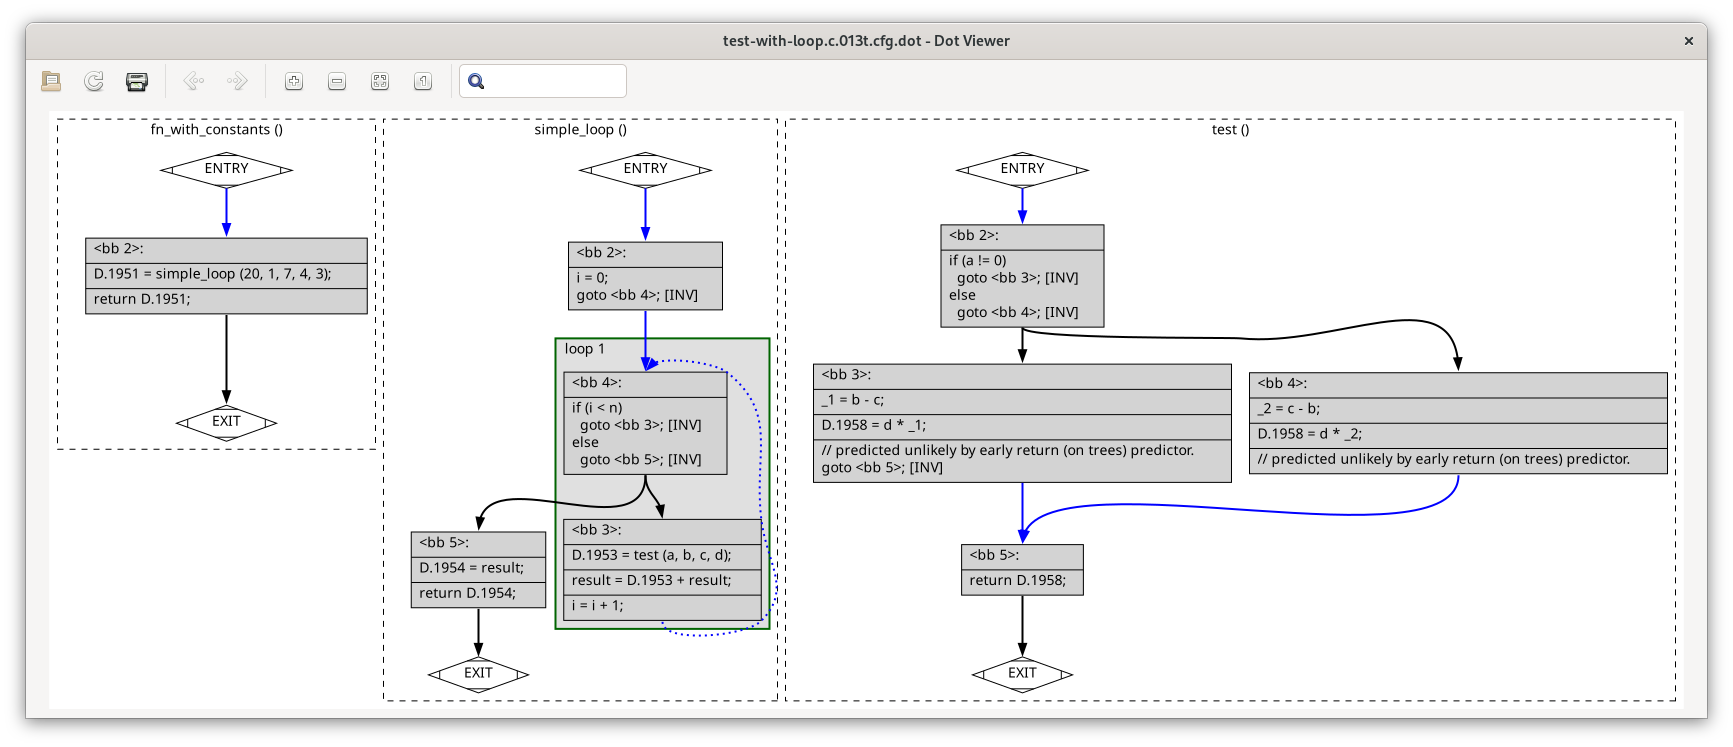 test-with-loop.c.013t.cfg.dot - Dot Viewer
fn_with_constants ()
ENTRY
<bb 2>:
D.1951 = simple_loop (20, 1, 7, 4, 3);
return D.1951;
EXIT
simple_loop ()
ENTRY
<bb 2>:
i = 0;
goto <bb 4>; [INV]
loop 1
<bb 4>:
if (i < n)
  goto <bb 3>; [INV]
else
  goto <bb 5>; [INV]
<bb 5>:
D.1954 = result;
return D.1954;
<bb 3>:
D.1953 = test (a, b, c, d);
result = D.1953 + result;
i = i + 1;
EXIT
test ()
ENTRY
<bb 2>:
if (a != 0)
  goto <bb 3>; [INV]
else
  goto <bb 4>; [INV]
<bb 3>:
_1 = b - c;
D.1958 = d * _1;
// predicted unlikely by early return (on trees) predictor.
goto <bb 5>; [INV]
<bb 4>:
_2 = c - b;
D.1958 = d * _2;
// predicted unlikely by early return (on trees) predictor.
<bb 5>:
return D.1958;
EXIT